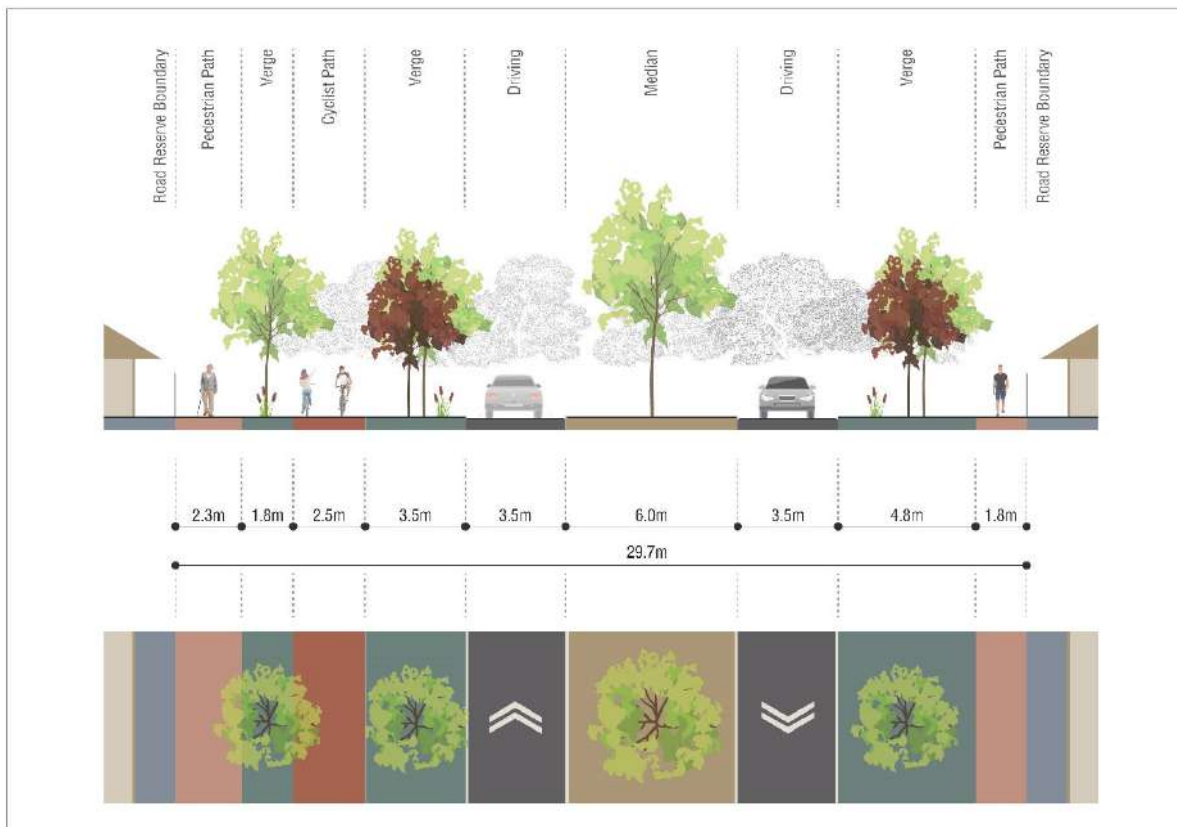 Road Reserve Boundary
Pedestrian Path
Verge
Cyclist Path
Verge
Driving
Median
Driving
Verge
Pedestrian Path
Road Reserve Boundary
2.3m
1.8m
2.5m
3.5m
3.5m
6.0m
3.5m
4.8m
1.8m
29.7m